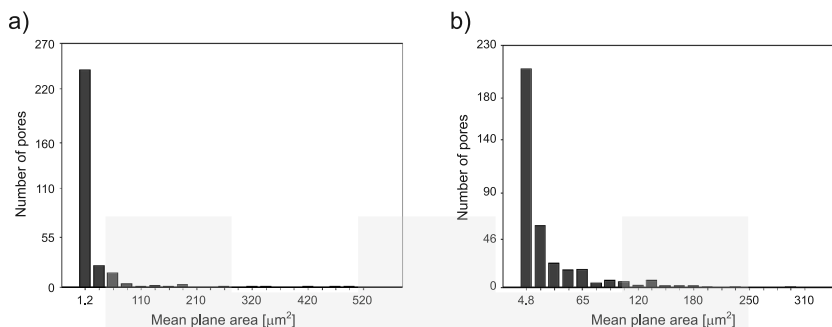 a)
270
220
160
110
55
0
Number of pores
1.2 110 210 320 420 520
Mean plane area [μm²]
b)
230
180
140
90
46
0
Number of pores
4.8 65 120 180 250 310
Mean plane area [μm²]